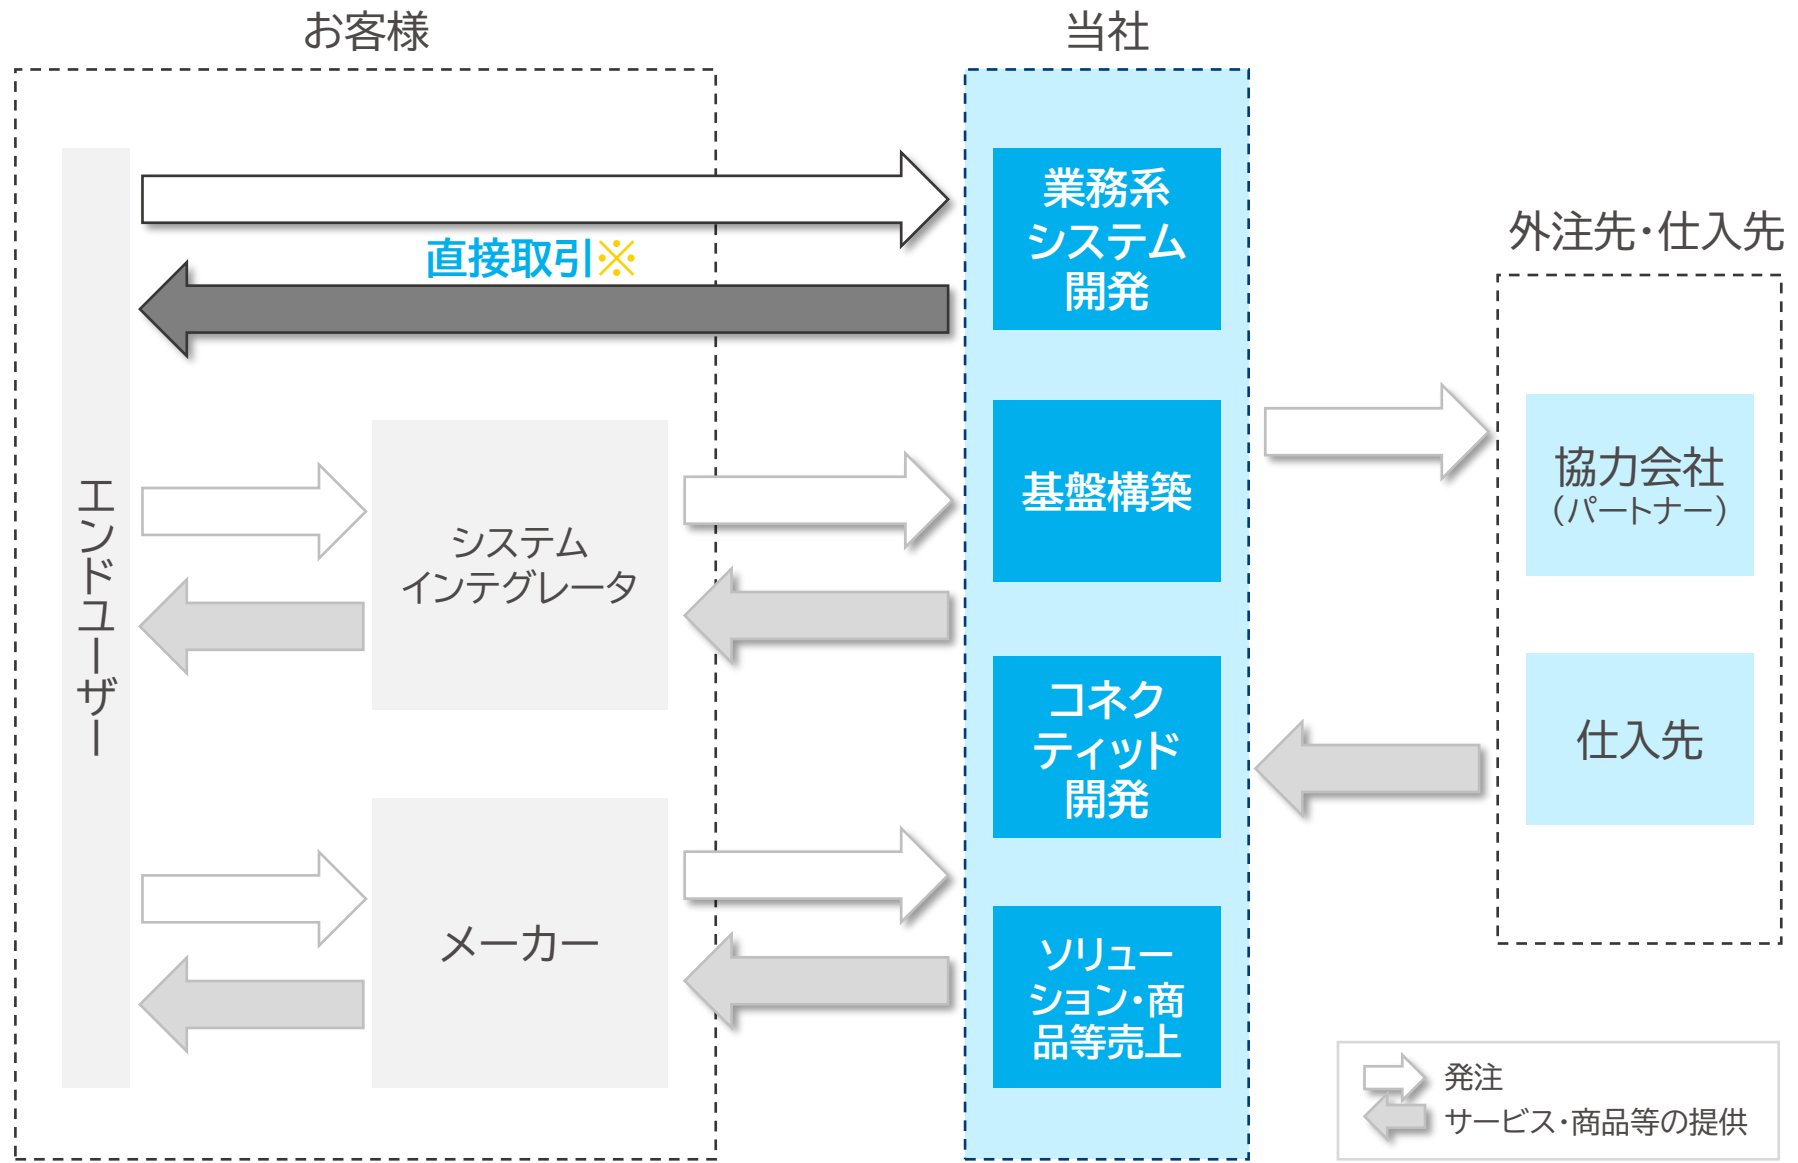 お客様
当社
外注先・仕入先
直接取引※
エンドユーザー
システム
インテグレータ
メーカー
業務系
システム
開発
基盤構築
コネク
ティッド
開発
ソリュー
ション・商
品等売上
協力会社
（パートナー）
仕入先
発注
サービス・商品等の提供